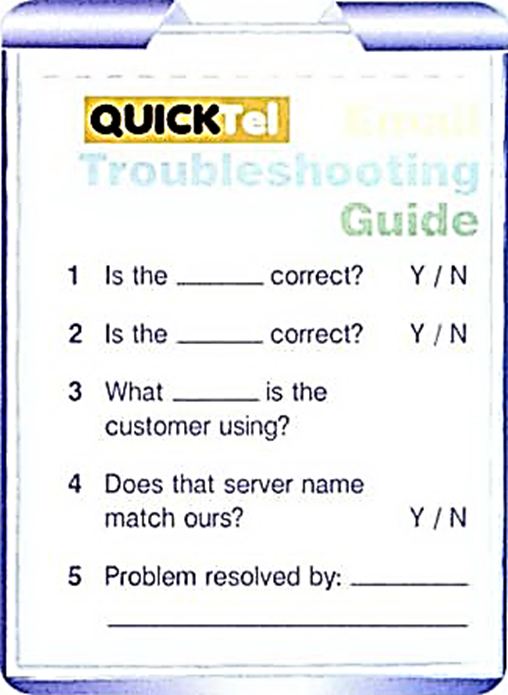 QUICKTel Email
Troubleshooting
Guide
1 Is the ______ correct? Y / N
2 Is the ______ correct? Y / N
3 What ______ is the
customer using?
4 Does that server name
match ours? Y / N
5 Problem resolved by: ________